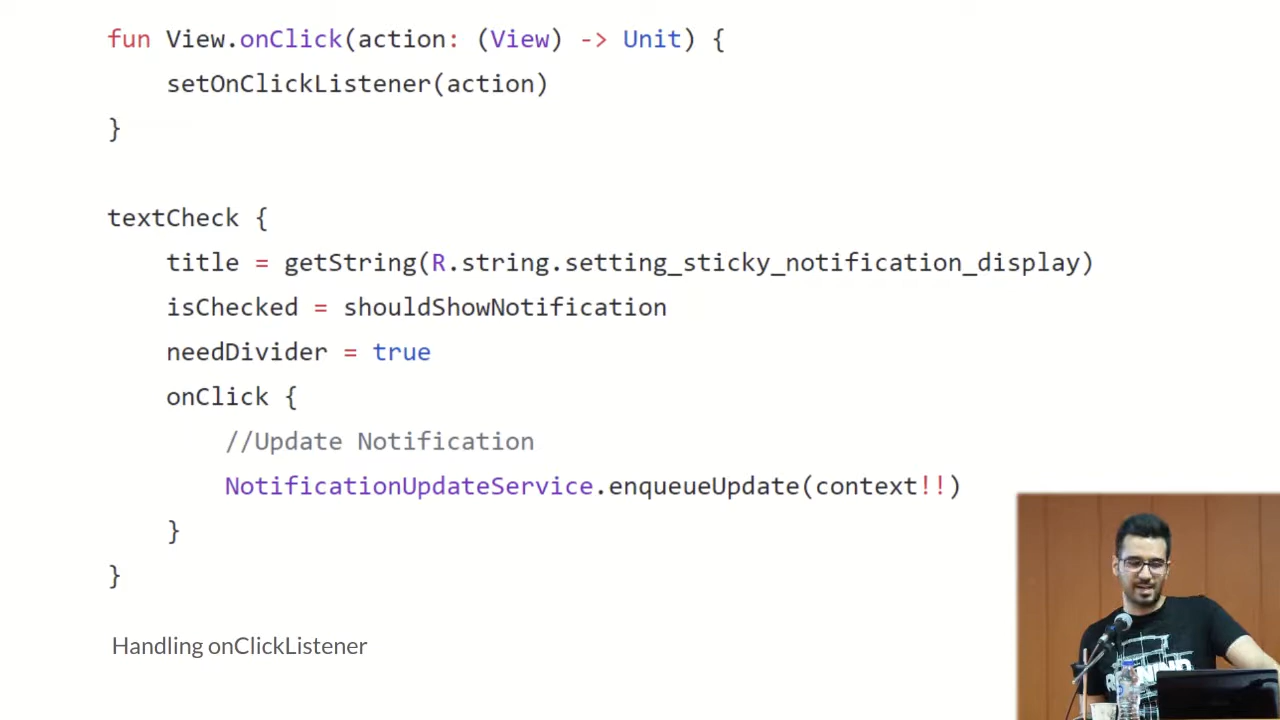 fun View.onClick(action: (View) -> Unit) {
setOnClickListener(action)
}
textCheck {
title = getString(R.string.setting_sticky_notification_display)
isChecked = shouldShowNotification
needDivider = true
onClick {
//Update Notification
NotificationUpdateService.enqueueUpdate(context!!)
}
}
Handling onClickListener